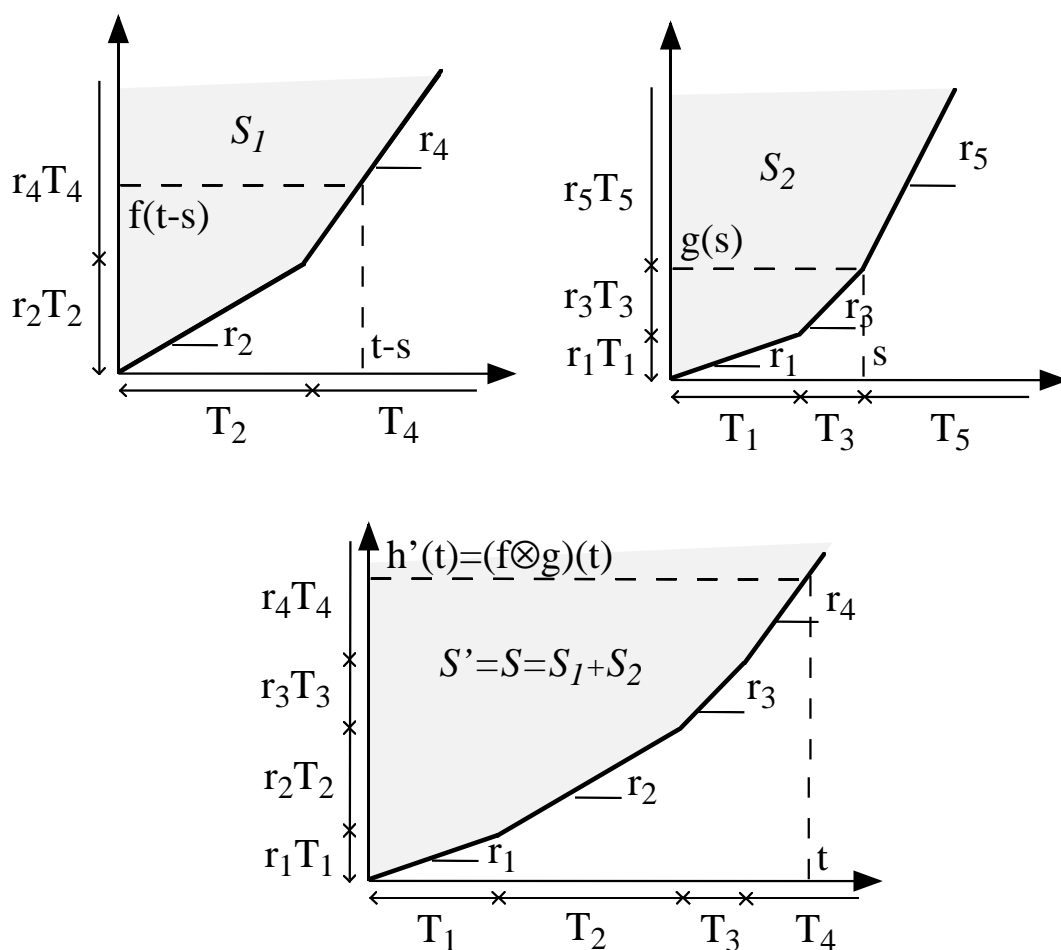 S₁
r₄
r₄T₄
f(t-s)
r₂T₂
r₂
t-s
T₂
T₄
S₂
r₅
r₅T₅
g(s)
r₃T₃
r₃
r₁T₁
r₁
s
T₁
T₃
T₅
h’(t)=(f⊗g)(t)
r₄T₄
r₄
S’=S=S₁+S₂
r₃T₃
r₃
r₂T₂
r₂
r₁T₁
r₁
t
T₁
T₂
T₃
T₄